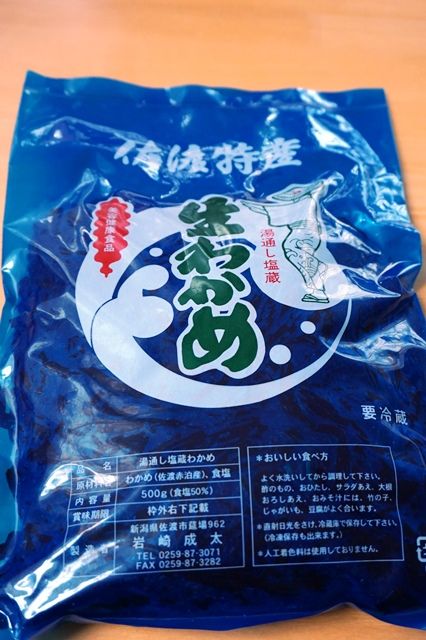 佐渡特産
美容健康食品
湯通し塩蔵
生わかめ
要冷蔵
品名 湯通し塩蔵わかめ
原材料名 わかめ(佐渡赤泊産)、食塩
内容量 500g(食塩50%)
賞味期限 枠外右下記載
製造者 新潟県佐渡市莚場962
岩崎成太
TEL 0259-87-3071
FAX 0259-87-3282
*おいしい食べ方
よく水洗いしてから調理して下さい。
酢のもの、おひたし、サラダあえ、大根
おろしあえ、おみそ汁には、竹の子、
じゃがいも、豆腐がよく合います。
*直射日光をさけ、冷蔵庫で保存して下さい。
(冷凍保存も出来ます。)
*人工着色料は使用しておりません。